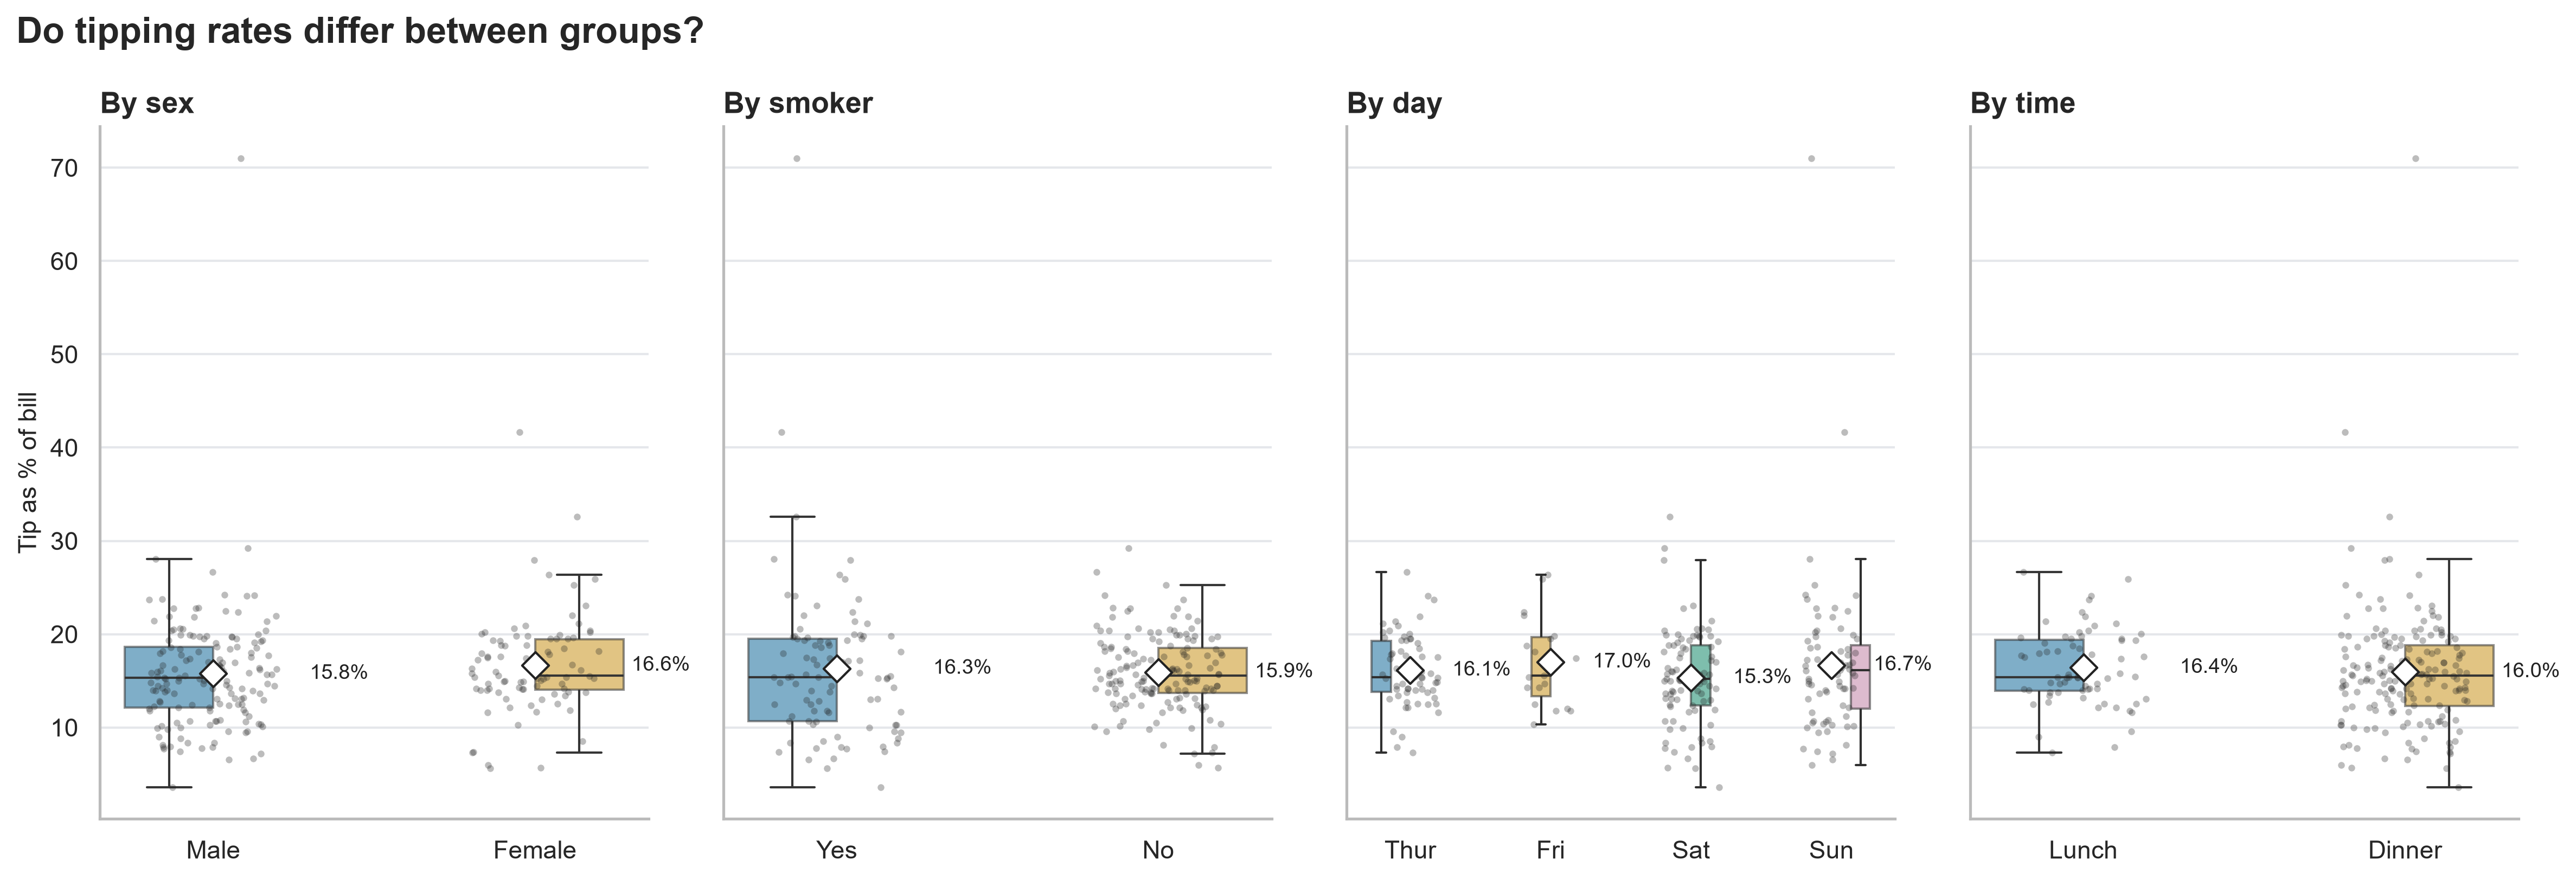 Do tipping rates differ between groups?
By sex
Tip as % of bill
70
60
50
40
30
20
10
15.8%
16.6%
Male Female
By smoker
16.3%
15.9%
Yes No
By day
16.1%
17.0%
15.3%
16.7%
Thur Fri Sat Sun
By time
16.4%
16.0%
Lunch Dinner